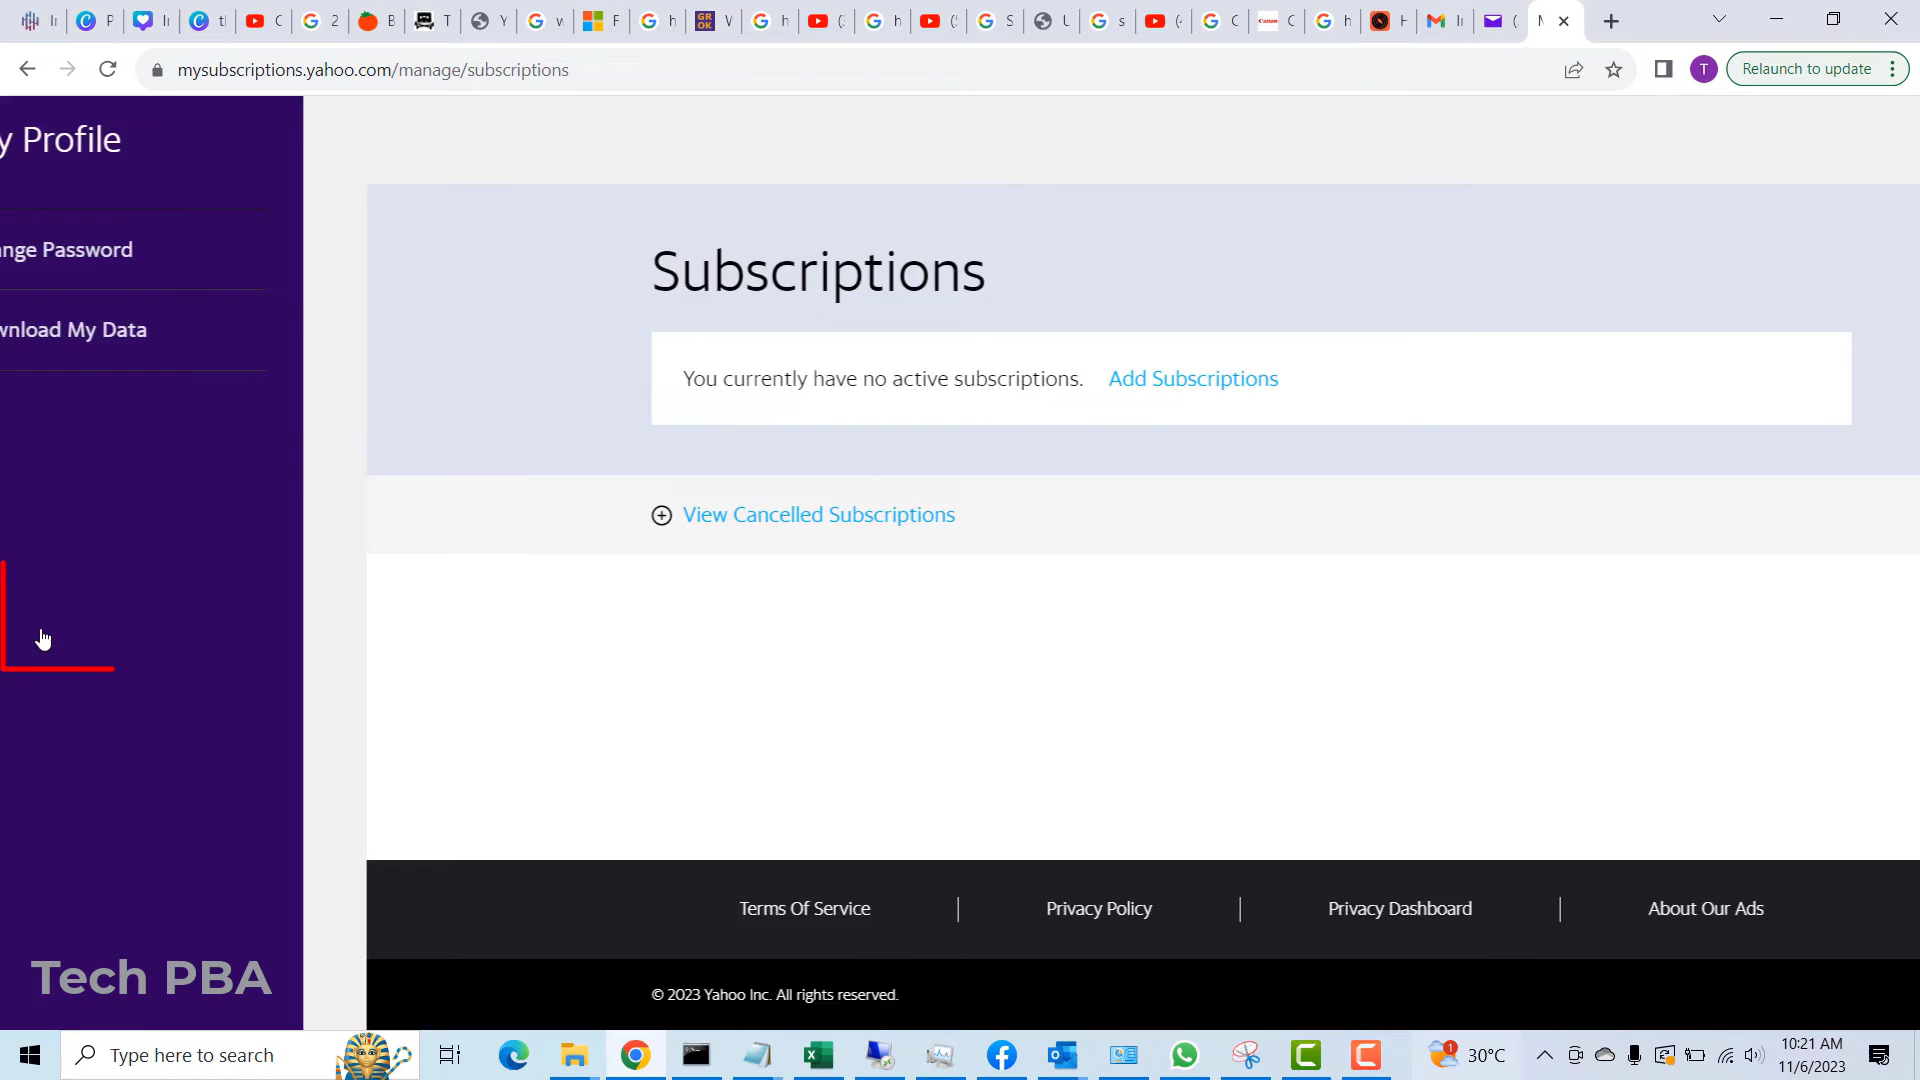 mysubscriptions.yahoo.com/manage/subscriptions
T
Relaunch to update
y Profile
nge Password
wnload My Data
Subscriptions
You currently have no active subscriptions. Add Subscriptions
View Cancelled Subscriptions
Terms Of Service | Privacy Policy | Privacy Dashboard | About Our Ads
© 2023 Yahoo Inc. All rights reserved.
Tech PBA
Type here to search
30°C
10:21 AM
11/6/2023